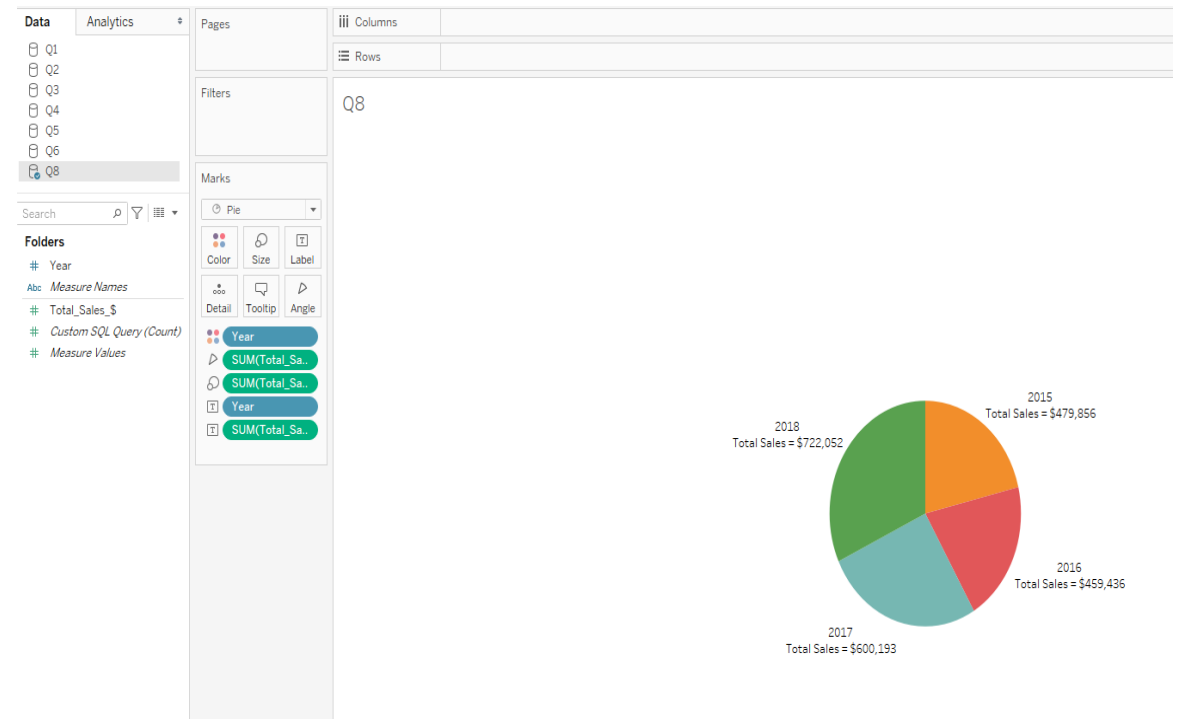 Data
Analytics
Q1
Q2
Q3
Q4
Q5
Q6
Q8
Search
Folders
# Year
Abc Measure Names
# Total_Sales_$
# Custom SQL Query (Count)
# Measure Values
Pages
Filters
Marks
Pie
Color Size Label
Detail Tooltip Angle
Year
SUM(Total_Sa..
SUM(Total_Sa..
T Year
T SUM(Total_Sa..
Columns
Rows
Q8
2015
Total Sales = $479,856
2018
Total Sales = $722,052
2016
Total Sales = $459,436
2017
Total Sales = $600,193